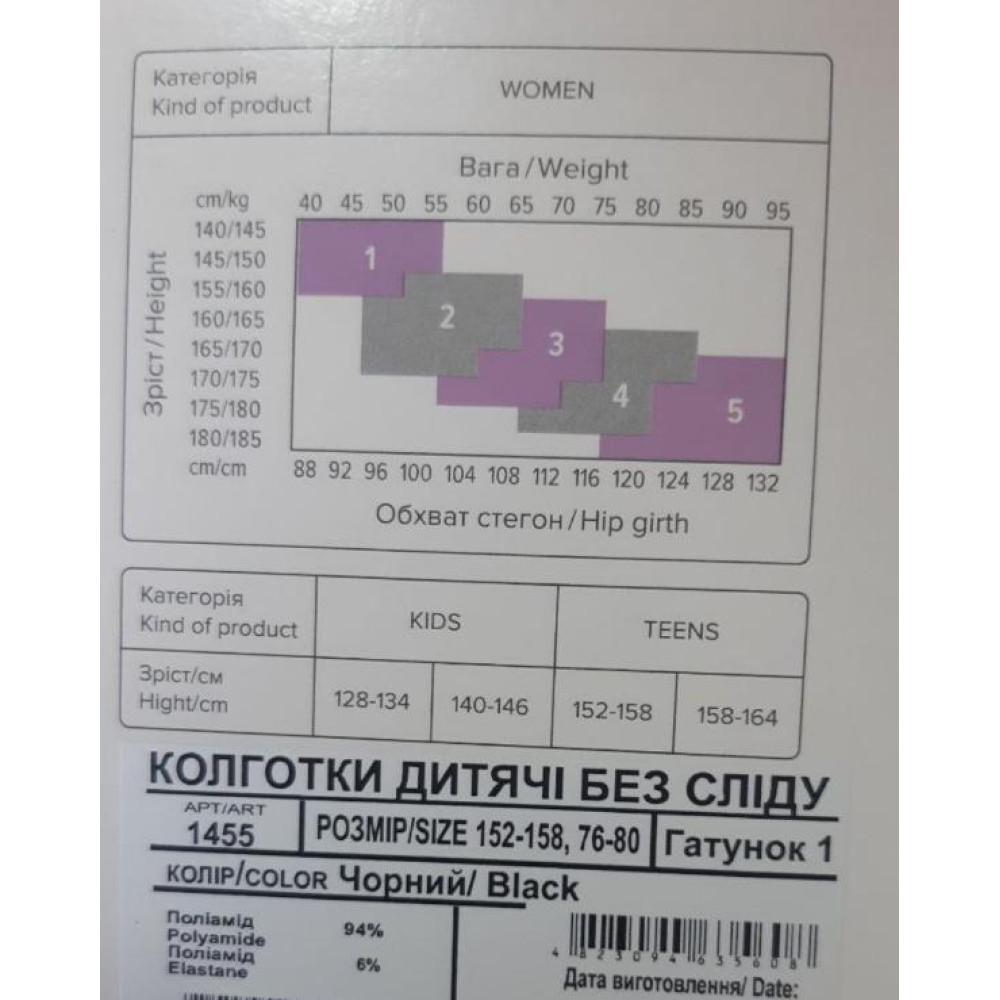 Категорія
Kind of product
WOMEN
Вага/Weight
cm/kg 40 45 50 55 60 65 70 75 80 85 90 95
Зріст/Height
140/145
145/150
155/160
160/165
165/170
170/175
175/180
180/185
1
2
3
4
5
cm/cm 88 92 96 100 104 108 112 116 120 124 128 132
Обхват стегон/Hip girth
Категорія
Kind of product
KIDS
TEENS
Зріст/см
Hight/cm
128-134
140-146
152-158
158-164
КОЛГОТКИ ДИТЯЧІ БЕЗ СЛІДУ
АРТ/ART
1455
РОЗМІР/SIZE 152-158, 76-80
Гатунок 1
КОЛІР/COLOR Чорний/ Black
Поліамід
Polyamide
94%
Поліамід
Elastane
6%
4 823094 635608
Дата виготовлення/ Date: